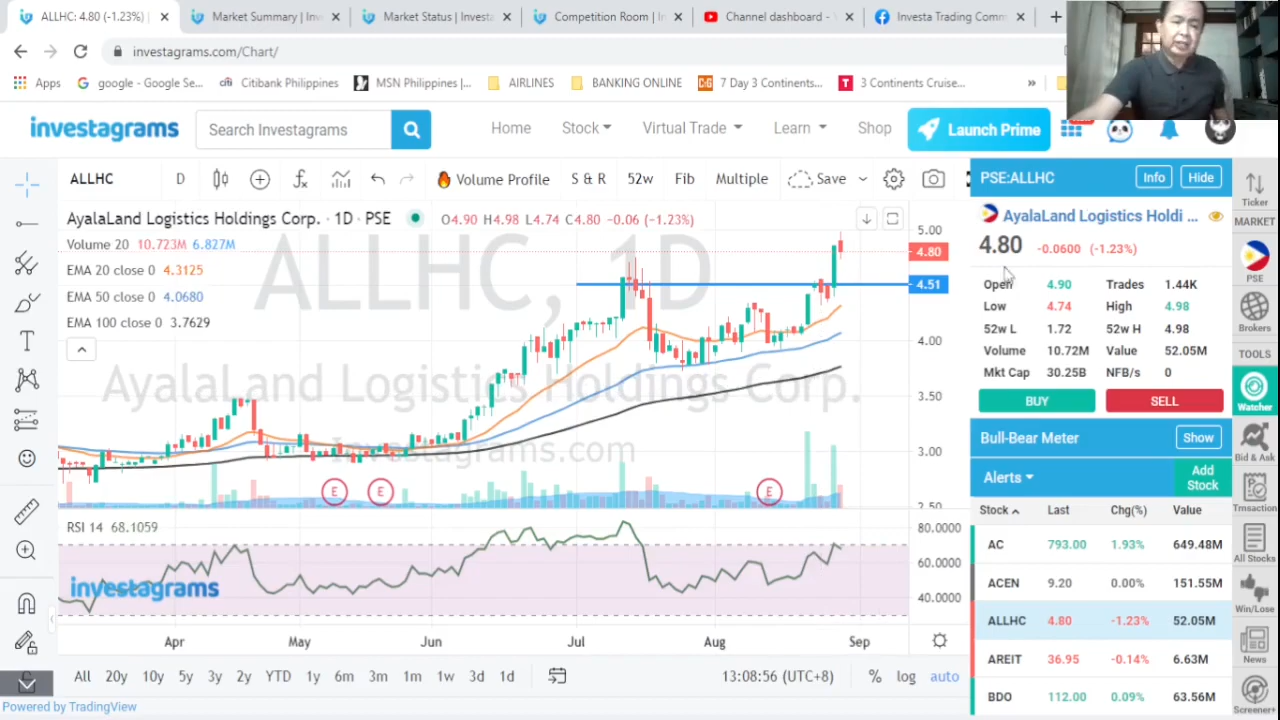 ALLHC: 4.80 (-1.23%) ×
Market Summary | Inve ×
Market Status | Investa ×
Competition Room | In ×
Channel dashboard - ×
Investa Trading Comm ×
investagrams.com/Chart/
Apps
google - Google Se...
Citibank Philippines
MSN Philippines |...
AIRLINES
BANKING ONLINE
7 Day 3 Continents...
3 Continents Cruise...
»
investagrams
Search Investagrams
Home
Stock
Virtual Trade
Learn
Shop
Launch Prime
ALLHC
D
Volume Profile
S & R
52w
Fib
Multiple
Save
AyalaLand Logistics Holdings Corp. · 1D · PSE
O4.90 H4.98 L4.74 C4.80 -0.06 (-1.23%)
Volume 20 10.723M 6.827M
EMA 20 close 0 4.3125
EMA 50 close 0 4.0680
EMA 100 close 0 3.7629
ALLHC, 1D
AyalaLand Logistics Holdings Corp.
Investagrams.com
E
E
E
5.00
4.80
4.51
4.00
3.50
3.00
2.50
RSI 14 68.1059
80.0000
60.0000
40.0000
investagrams
Apr May Jun Jul Aug Sep
All 20y 10y 5y 3y 2y YTD 1y 6m 3m 1m 1w 3d 1d
13:08:56 (UTC+8)
% log auto
Powered by TradingView
PSE:ALLHC
Info
Hide
AyalaLand Logistics Holdi ...
4.80 -0.0600 (-1.23%)
Open 4.90 Trades 1.44K
Low 4.74 High 4.98
52w L 1.72 52w H 4.98
Volume 10.72M Value 52.05M
Mkt Cap 30.25B NFB/s 0
BUY
SELL
Bull-Bear Meter
Show
Alerts
Add
Stock
Stock Last Chg(%) Value
AC 793.00 1.93% 649.48M
ACEN 9.20 0.00% 151.55M
ALLHC 4.80 -1.23% 52.05M
AREIT 36.95 -0.14% 6.63M
BDO 112.00 0.09% 63.56M
Ticker
MARKET
PSE
Brokers
TOOLS
Watcher
Bid & Ask
Trnsaction
All Stocks
Win/Lose
News
Screener+